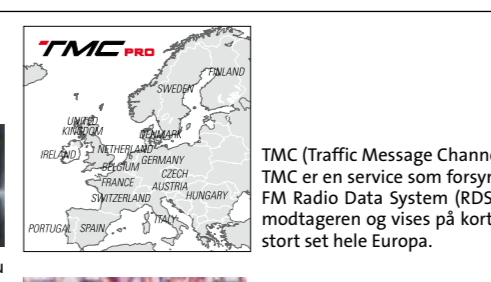 TMC PRO
FINLAND
SWEDEN
UNITED
KINGDOM
DENMARK
IRELAND
NETHERLAND
BELGIUM
GERMANY
FRANCE
CZECH
AUSTRIA
SWITZERLAND
HUNGARY
PORTUGAL
SPAIN
ITALY
TMC (Traffic Message Channe
TMC er en service som forsyr
FM Radio Data System (RDS
modtageren og vises på kort
stort set hele Europa.